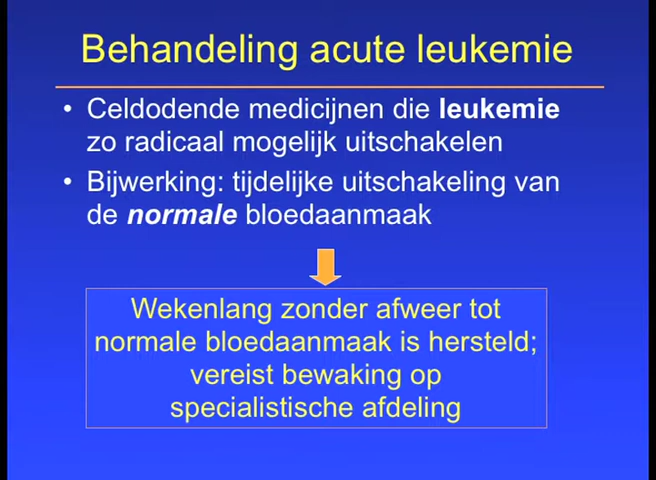 Behandeling acute leukemie
• Celdodende medicijnen die leukemie
zo radicaal mogelijk uitschakelen
• Bijwerking: tijdelijke uitschakeling van
de normale bloedaanmaak
Wekenlang zonder afweer tot
normale bloedaanmaak is hersteld;
vereist bewaking op
specialistische afdeling